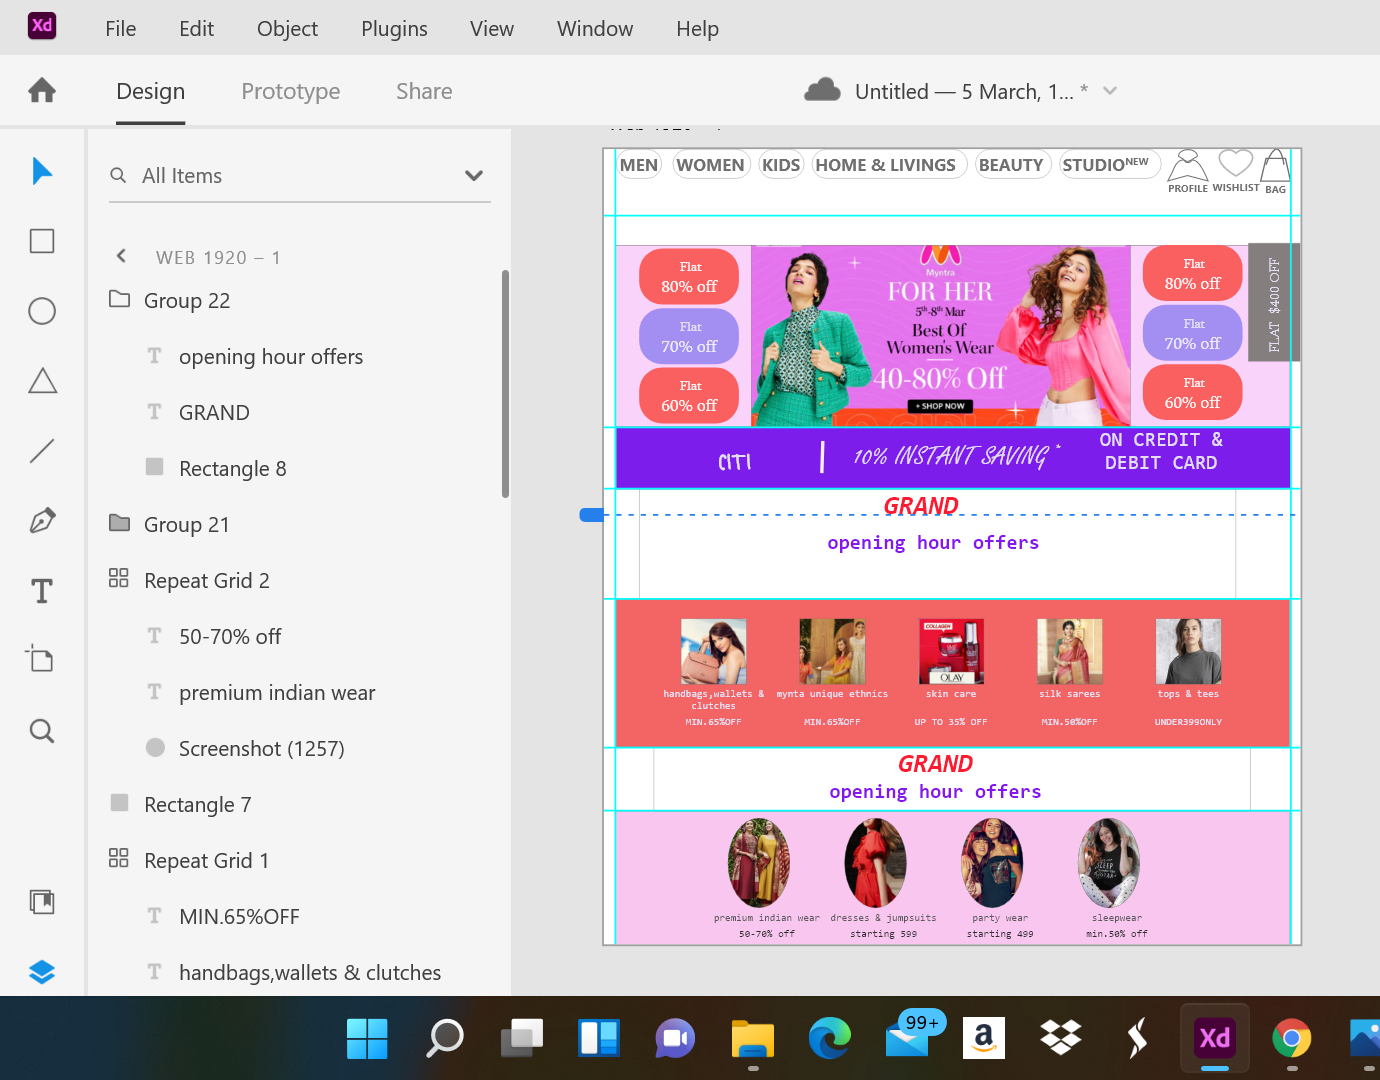 Xd File Edit Object Plugins View Window Help
Design Prototype Share
Untitled — 5 March, 1... *
All Items
WEB 1920 – 1
Group 22
opening hour offers
GRAND
Rectangle 8
Group 21
Repeat Grid 2
50-70% off
premium indian wear
Screenshot (1257)
Rectangle 7
Repeat Grid 1
MIN.65%OFF
handbags,wallets & clutches
MEN WOMEN KIDS HOME & LIVINGS BEAUTY STUDIONEW
PROFILE WISHLIST BAG
Flat
80% off
Flat
70% off
Flat
60% off
Myntra
FOR HER
5th-8th Mar
Best Of
Women's Wear
40-80% Off
+ SHOP NOW
Flat
80% off
Flat
70% off
Flat
60% off
FLAT $400 OFF
CITI
10% INSTANT SAVING *
ON CREDIT &
DEBIT CARD
GRAND
opening hour offers
COLLAGEN
OLAY
handbags,wallets &
clutches
MIN.65%OFF
mynta unique ethnics
MIN.65%OFF
skin care
UP TO 35% OFF
silk sarees
MIN.50%OFF
tops & tees
UNDER399ONLY
GRAND
opening hour offers
SLEEP
premium indian wear
50-70% off
dresses & jumpsuits
starting 599
party wear
starting 499
sleepwear
min.50% off
99+
a
Xd